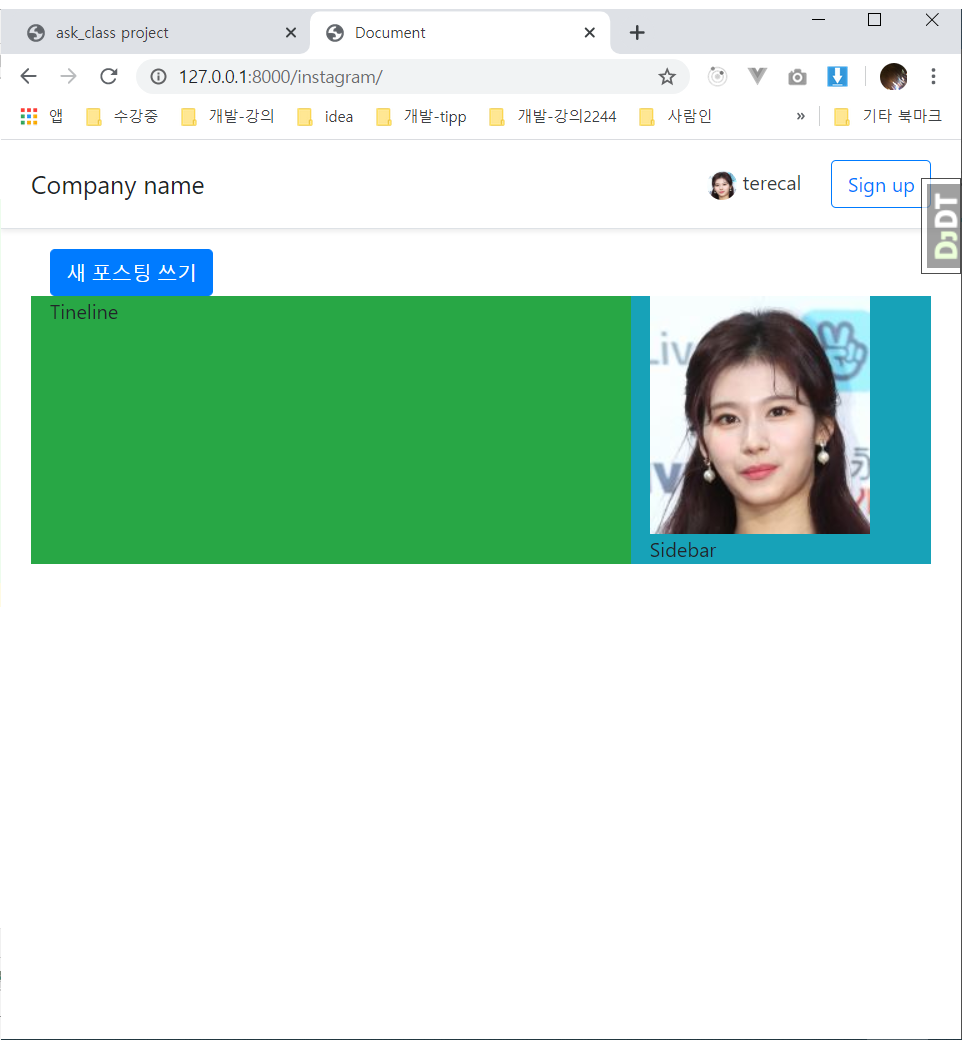 ask_class project
Document
127.0.0.1:8000/instagram/
앱 수강중 개발-강의 idea 개발-tipp 개발-강의2244 사람인 » 기타 북마크
Company name terecal Sign up
DjDT
새 포스팅 쓰기
Tineline
Liv
Sidebar